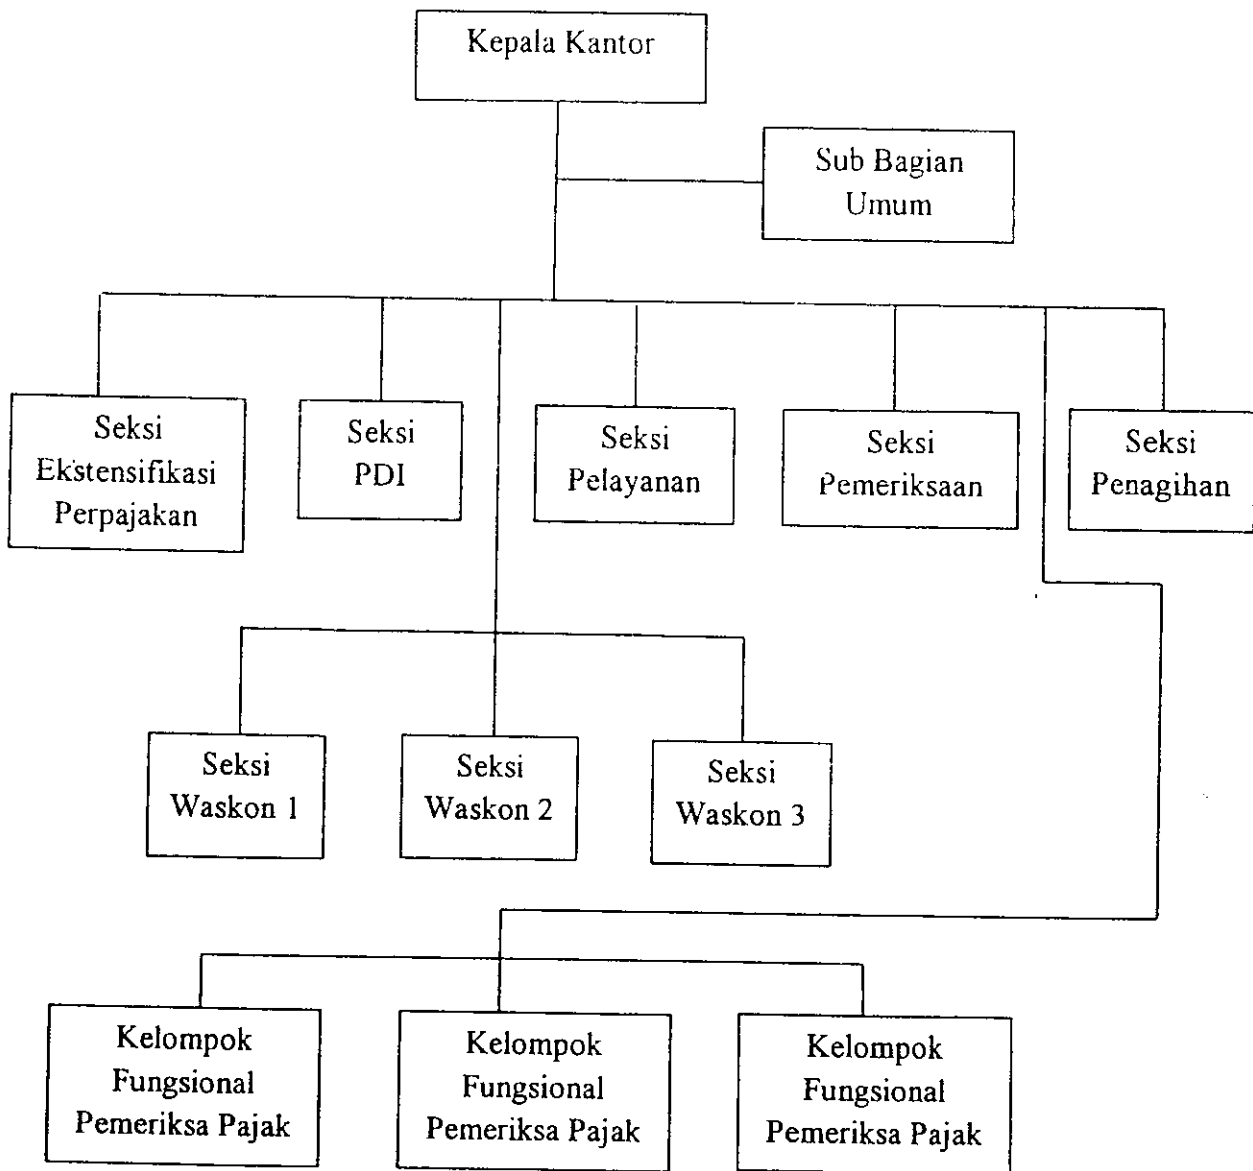 Kepala Kantor
Sub Bagian
Umum
Seksi
Ekstensifikasi
Perpajakan
Seksi
PDI
Seksi
Pelayanan
Seksi
Pemeriksaan
Seksi
Penagihan
Seksi
Waskon 1
Seksi
Waskon 2
Seksi
Waskon 3
Kelompok
Fungsional
Pemeriksa Pajak
Kelompok
Fungsional
Pemeriksa Pajak
Kelompok
Fungsional
Pemeriksa Pajak